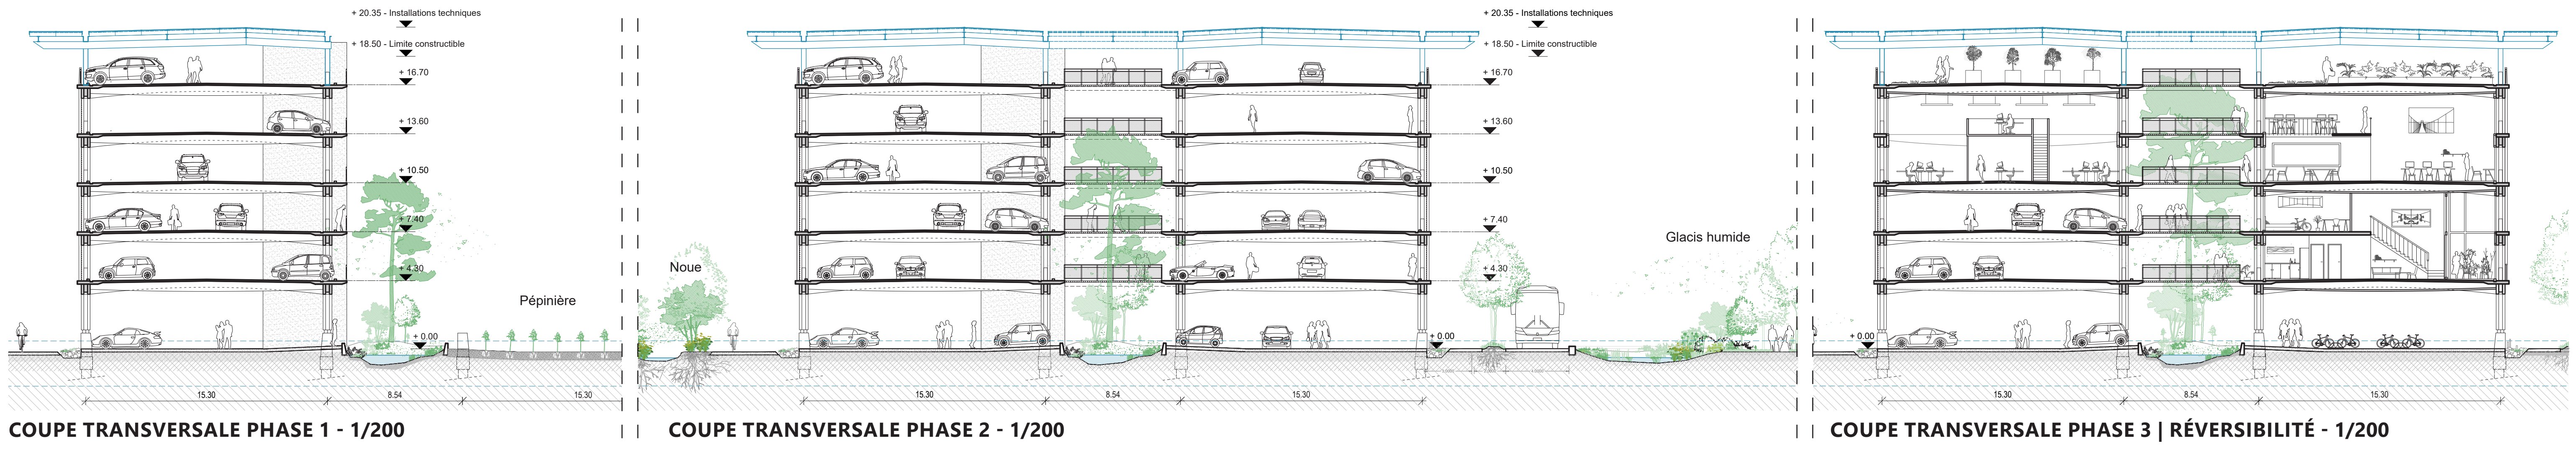 + 20.35 - Installations techniques
+ 18.50 - Limite constructible
+ 16.70
+ 13.60
+ 10.50
+ 7.40
+ 4.30
Pépinière
+ 0.00
15.30
8.54
15.30
COUPE TRANSVERSALE PHASE 1 - 1/200
+ 20.35 - Installations techniques
+ 18.50 - Limite constructible
+ 16.70
+ 13.60
+ 10.50
+ 7.40
Glacis humide
Noue
+ 4.30
+ 0.00
15.30
8.54
15.30
COUPE TRANSVERSALE PHASE 2 - 1/200
+ 0.00
15.30
8.54
15.30
COUPE TRANSVERSALE PHASE 3 | RÉVERSIBILITÉ - 1/200